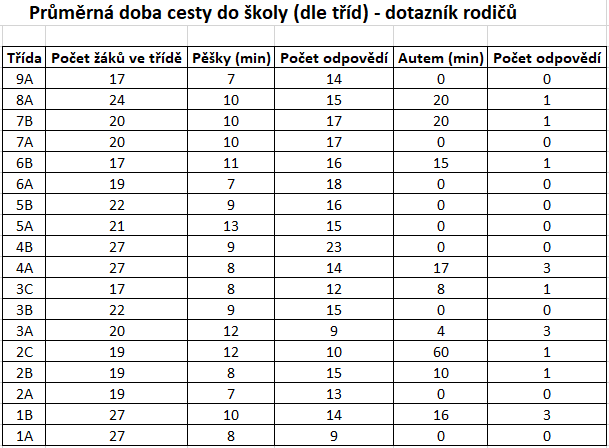 Průměrná doba cesty do školy (dle tříd) - dotazník rodičů
Třída Počet žáků ve třídě Pěšky (min) Počet odpovědí Autem (min) Počet odpovědí
9A 17 7 14 0 0
8A 24 10 15 20 1
7B 20 10 17 20 1
7A 20 10 17 0 0
6B 17 11 16 15 1
6A 19 7 18 0 0
5B 22 9 16 0 0
5A 21 13 15 0 0
4B 27 9 23 0 0
4A 27 8 14 17 3
3C 17 8 12 8 1
3B 22 9 15 0 0
3A 20 12 9 4 3
2C 19 12 10 60 1
2B 19 8 15 10 1
2A 19 7 13 0 0
1B 27 10 14 16 3
1A 27 8 9 0 0